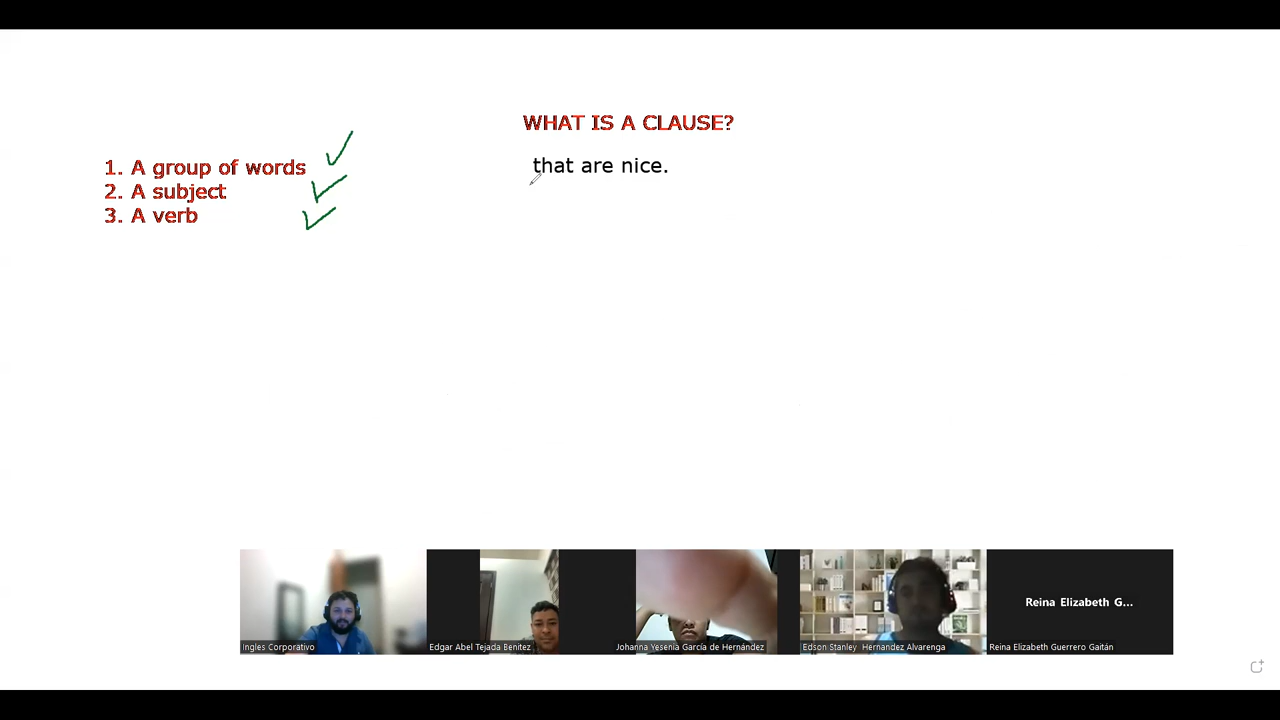 WHAT IS A CLAUSE?
that are nice.
1. A group of words
2. A subject
3. A verb
Reina Elizabeth G...
Ingles Corporativo
Edgar Abel Tejada Benitez
Johanna Yesenia García de Hernández
Edson Stanley Hernandez Alvarenga
Reina Elizabeth Guerrero Gaitán